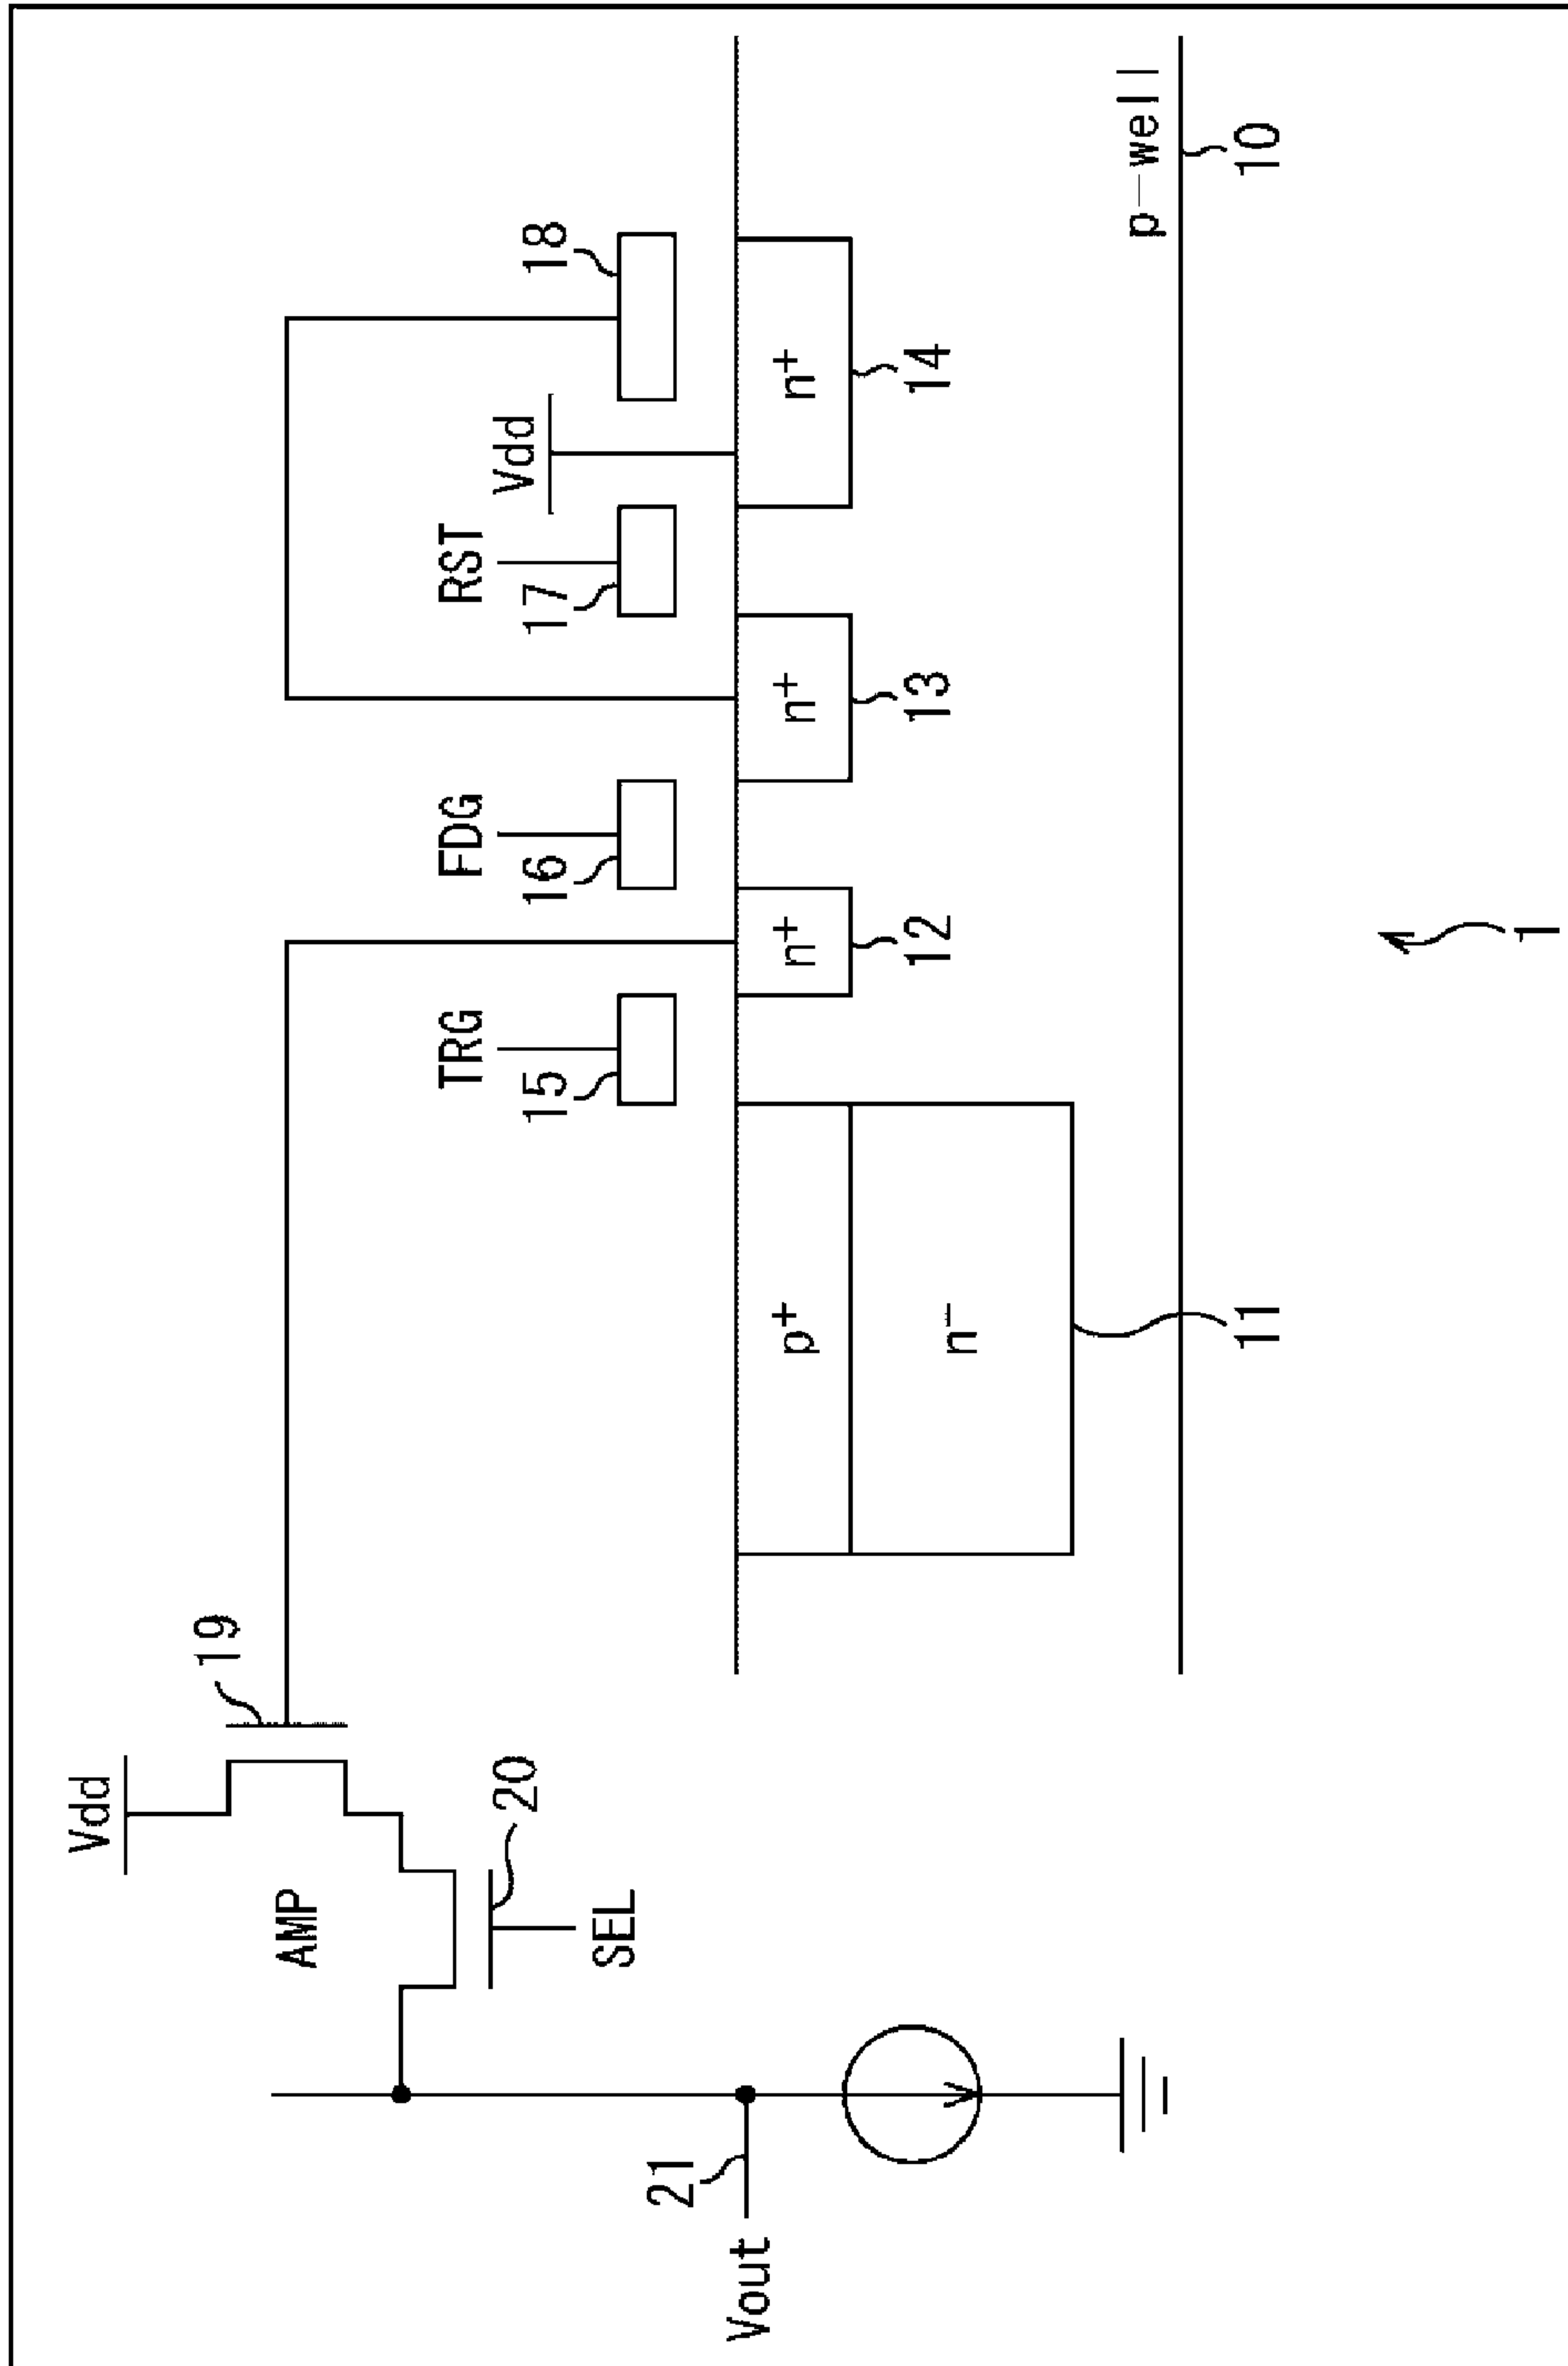 Vdd
19
AMP
20
SEL
21
Vout
TRG
15
FDG
16
RST
17
Vdd
18
p⁺
n⁻
n⁺
n⁺
n⁺
12
13
14
p-well
11
10
1